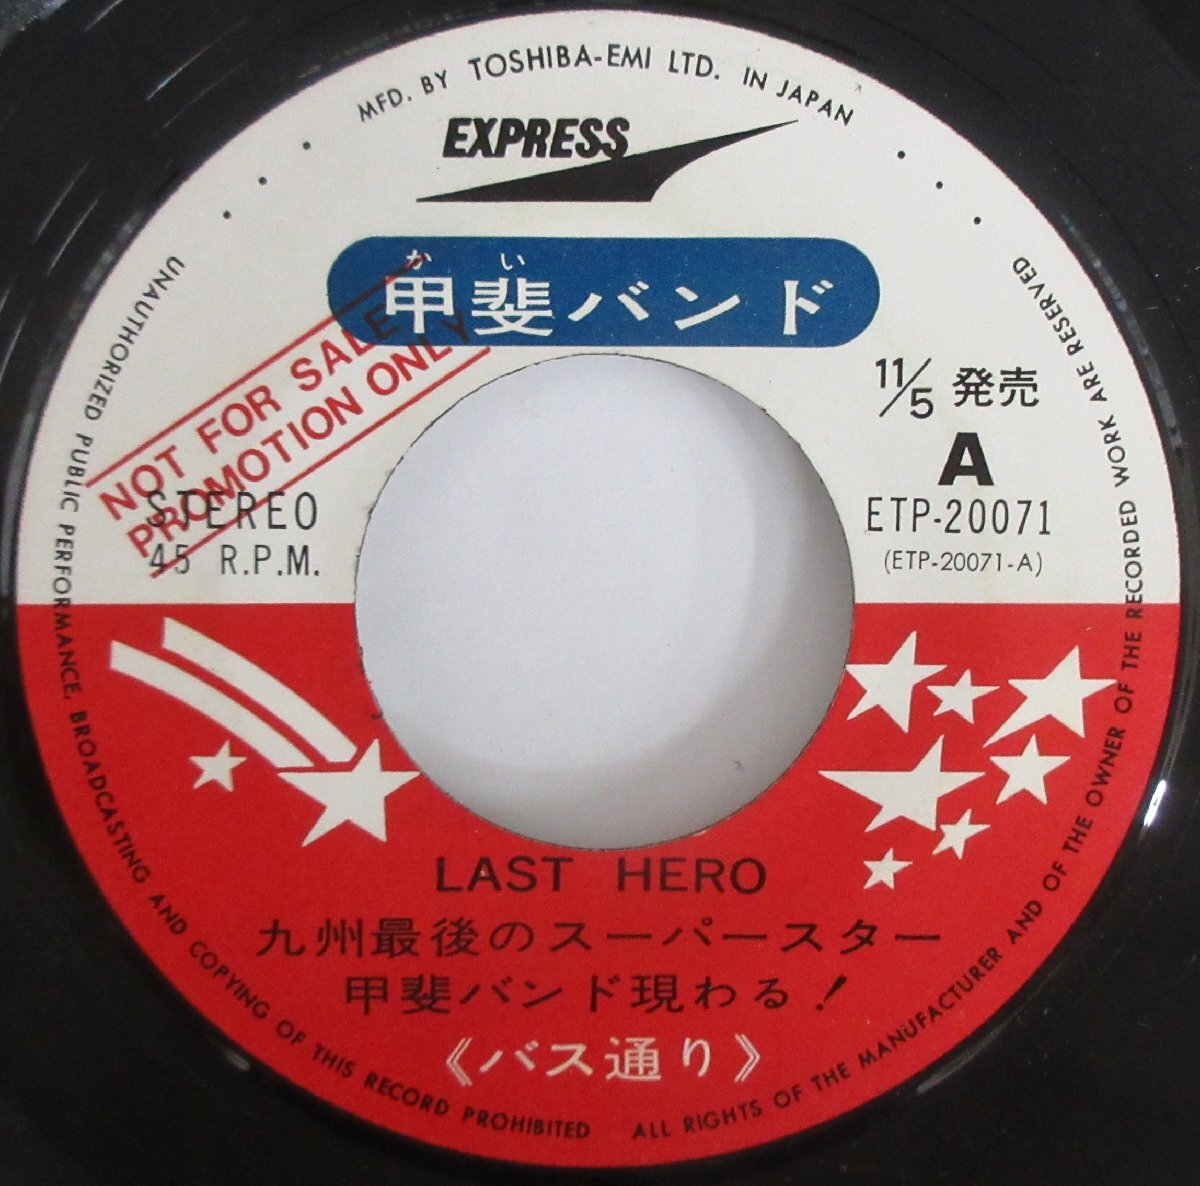 MFD. BY TOSHIBA-EMI LTD. IN JAPAN
EXPRESS
かい
甲斐バンド
NOT FOR SALE
PROMOTION ONLY
11/5 発売
A
STEREO
45 R.P.M.
ETP-20071
(ETP-20071-A)
LAST HERO
九州最後のスーパースター
甲斐バンド現わる!
《バス通り》
UNAUTHORIZED PUBLIC PERFORMANCE, BROADCASTING AND COPYING OF THIS RECORD PROHIBITED
ALL RIGHTS OF THE MANUFACTURER AND OF THE OWNER OF THE RECORDED WORK ARE RESERVED